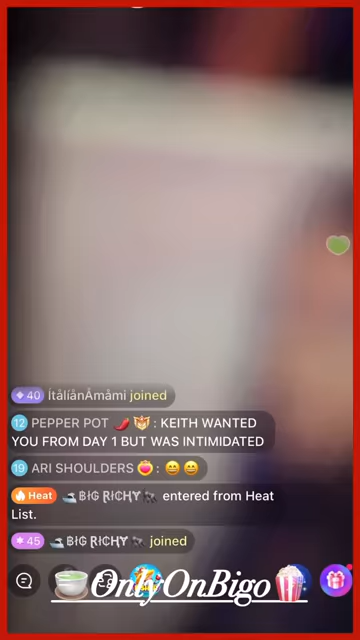 40 ÍtålíånÅmåmi joined
12 PEPPER POT 🌶️ : KEITH WANTED
YOU FROM DAY 1 BUT WAS INTIMIDATED
19 ARI SHOULDERS : 😄 😄
Heat BIG RICHY entered from Heat
List.
45 BIG RICHY joined
OnlyOnBigo